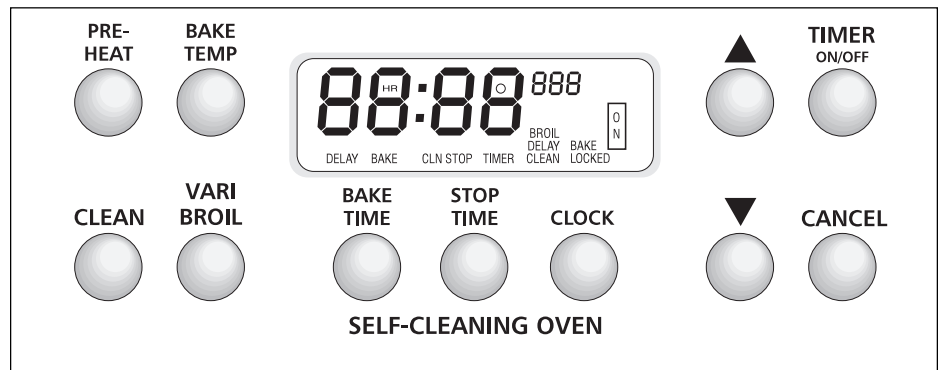 PRE-
HEAT
BAKE
TEMP
88:88
HR
888
O
N
BROIL
DELAY
CLEAN
BAKE
LOCKED
DELAY BAKE CLN STOP TIMER
▲
TIMER
ON/OFF
CLEAN
VARI
BROIL
BAKE
TIME
STOP
TIME
CLOCK
▼
CANCEL
SELF-CLEANING OVEN